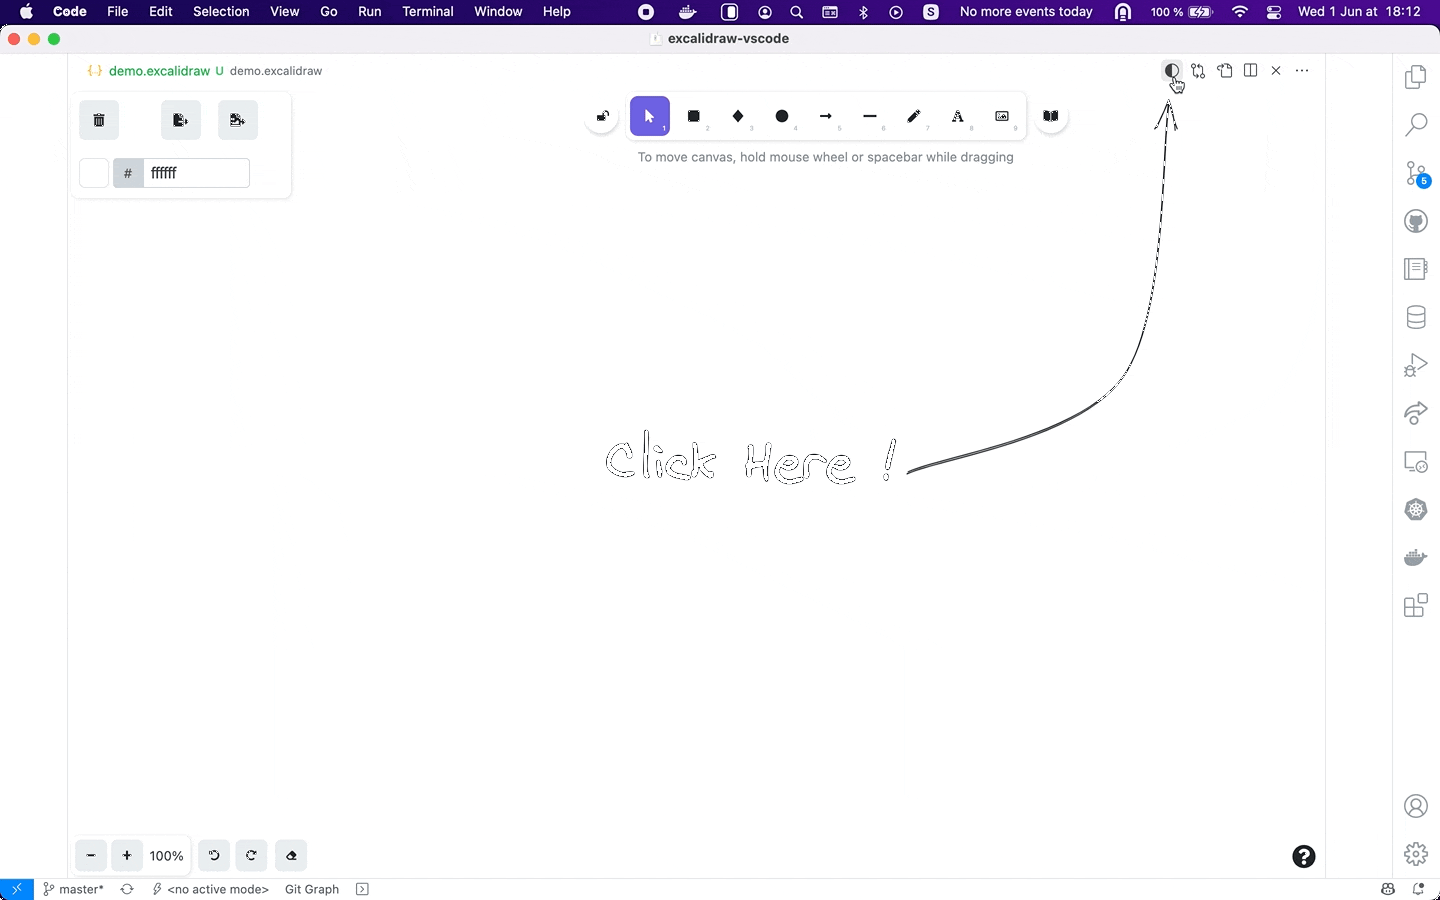 Code File Edit Selection View Go Run Terminal Window Help S No more events today 100 % Wed 1 Jun at 18:12
excalidraw-vscode
{..} demo.excalidraw U demo.excalidraw
1 2 3 4 5 6 7 8 9
To move canvas, hold mouse wheel or spacebar while dragging
# ffffff
5
Click Here !
− + 100% ?
master* <no active mode> Git Graph